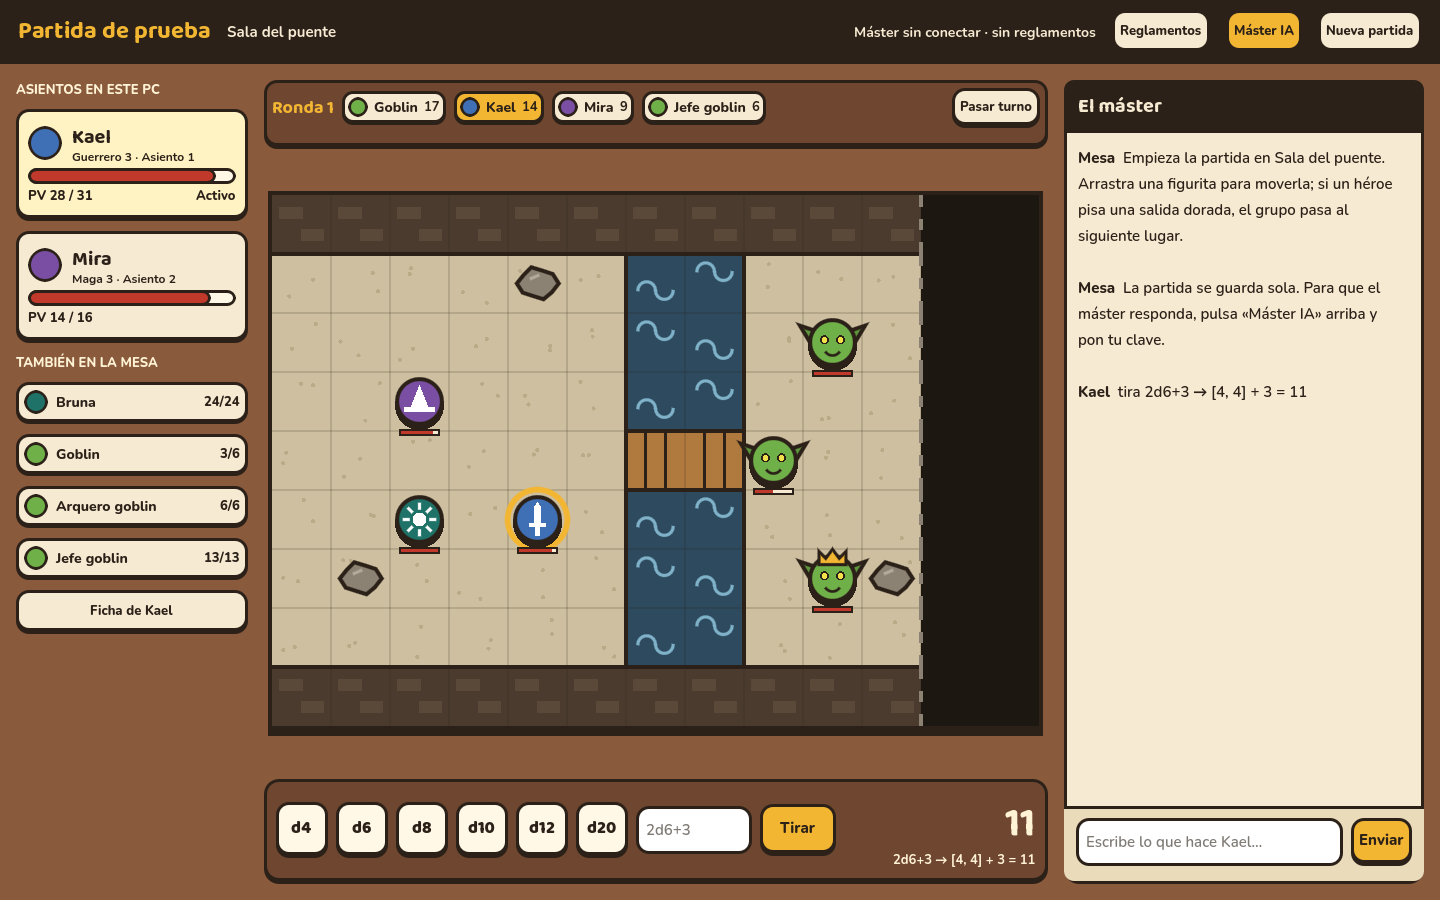 Partida de prueba
Sala del puente
Máster sin conectar · sin reglamentos
Reglamentos
Máster IA
Nueva partida
ASIENTOS EN ESTE PC
Kael
Guerrero 3 · Asiento 1
PV 28 / 31
Activo
Mira
Maga 3 · Asiento 2
PV 14 / 16
TAMBIÉN EN LA MESA
Bruna 24/24
Goblin 3/6
Arquero goblin 6/6
Jefe goblin 13/13
Ficha de Kael
Ronda 1
Goblin 17
Kael 14
Mira 9
Jefe goblin 6
Pasar turno
d4
d6
d8
d10
d12
d20
2d6+3
Tirar
11
2d6+3 → [4, 4] + 3 = 11
El máster
Mesa Empieza la partida en Sala del puente.
Arrastra una figurita para moverla; si un héroe
pisa una salida dorada, el grupo pasa al
siguiente lugar.
Mesa La partida se guarda sola. Para que el
máster responda, pulsa «Máster IA» arriba y
pon tu clave.
Kael tira 2d6+3 → [4, 4] + 3 = 11
Escribe lo que hace Kael...
Enviar